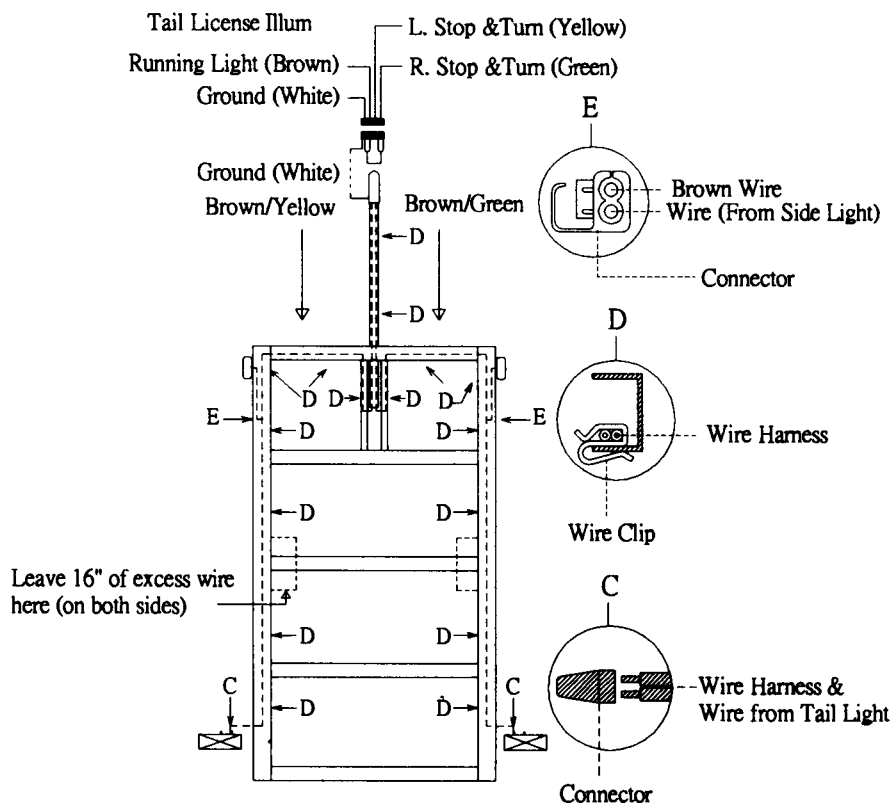 Tail License Illum
L. Stop &Turn (Yellow)
Running Light (Brown)
R. Stop &Turn (Green)
Ground (White)
E
Ground (White)
Brown Wire
Brown/Yellow
Brown/Green
Wire (From Side Light)
D
Connector
D
D
D
D
D
D
D
E
D
D
E
Wire Harness
D
D
Wire Clip
Leave 16" of excess wire
here (on both sides)
C
D
D
C
D
D
C
Wire Harness &
Wire from Tail Light
Connector